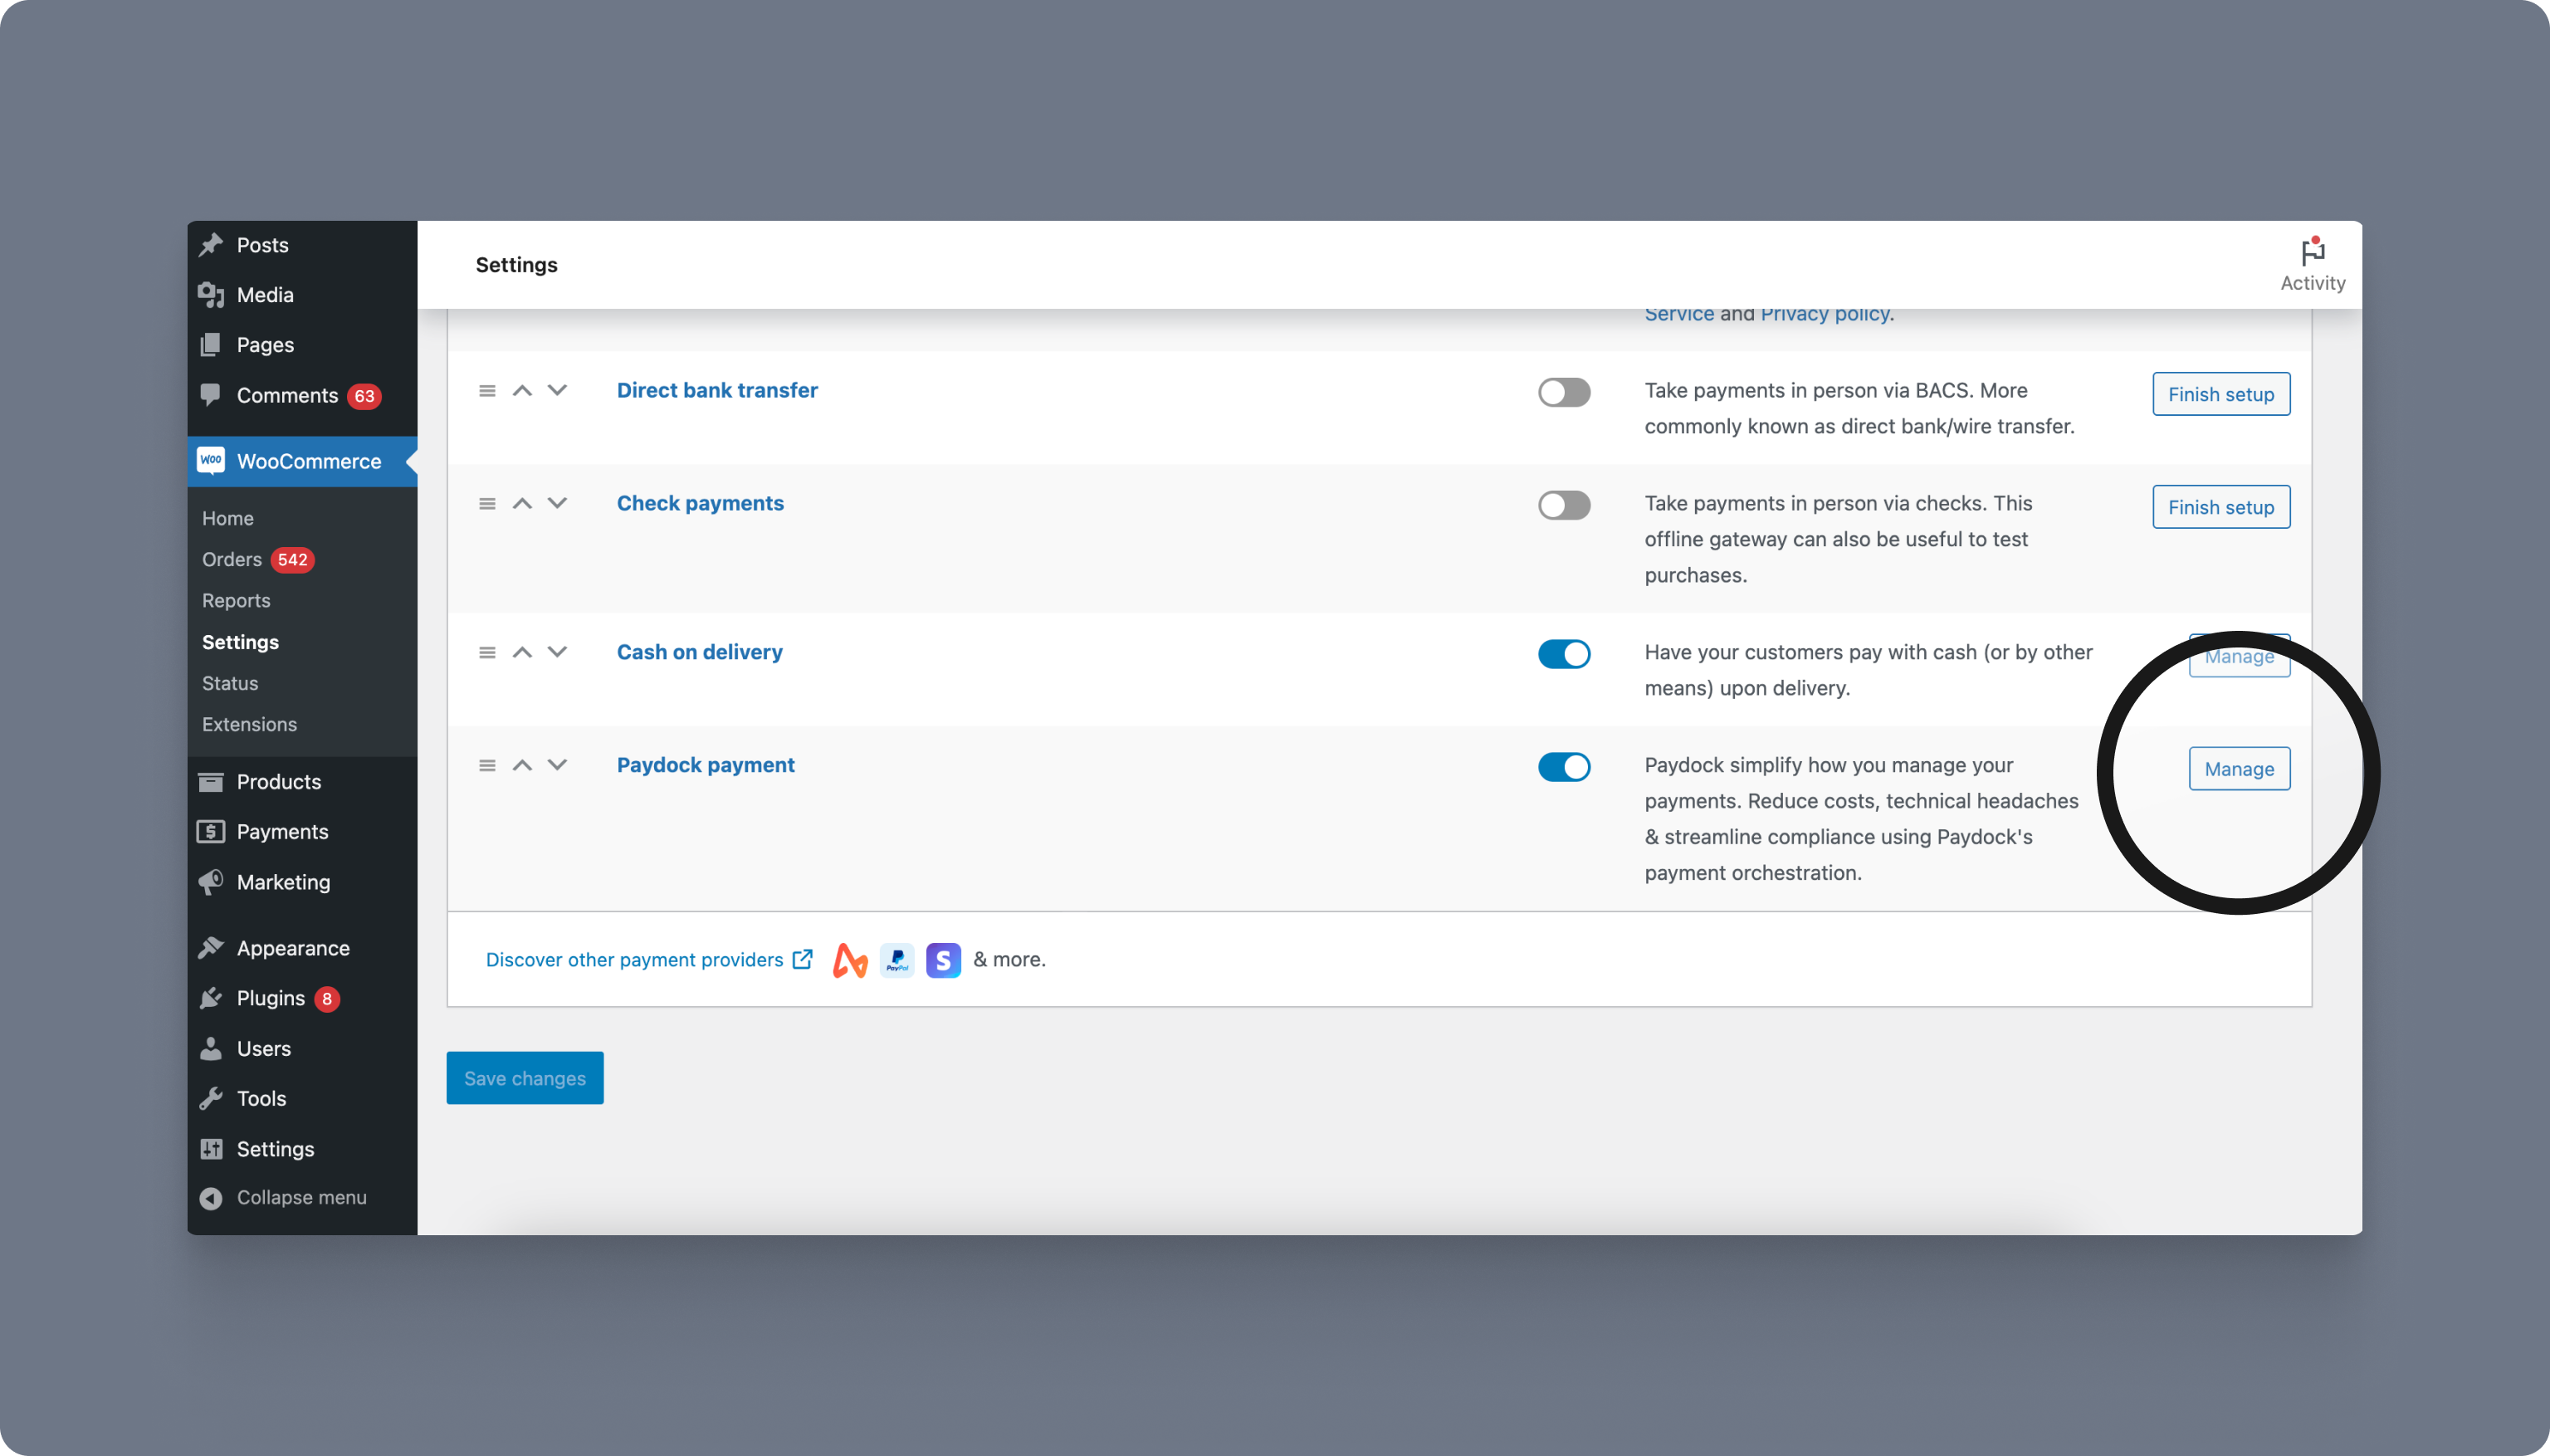 Posts
Media
Pages
Comments 63
WooCommerce
Home
Orders 542
Reports
Settings
Status
Extensions
Products
Payments
Marketing
Appearance
Plugins 8
Users
Tools
Settings
Collapse menu
Settings
Activity
Service and Privacy policy.
Direct bank transfer
Take payments in person via BACS. More
commonly known as direct bank/wire transfer.
Finish setup
Check payments
Take payments in person via checks. This
offline gateway can also be useful to test
purchases.
Finish setup
Cash on delivery
Have your customers pay with cash (or by other
means) upon delivery.
Manage
Paydock payment
Paydock simplify how you manage your
payments. Reduce costs, technical headaches
& streamline compliance using Paydock's
payment orchestration.
Manage
Discover other payment providers PayPal S & more.
Save changes